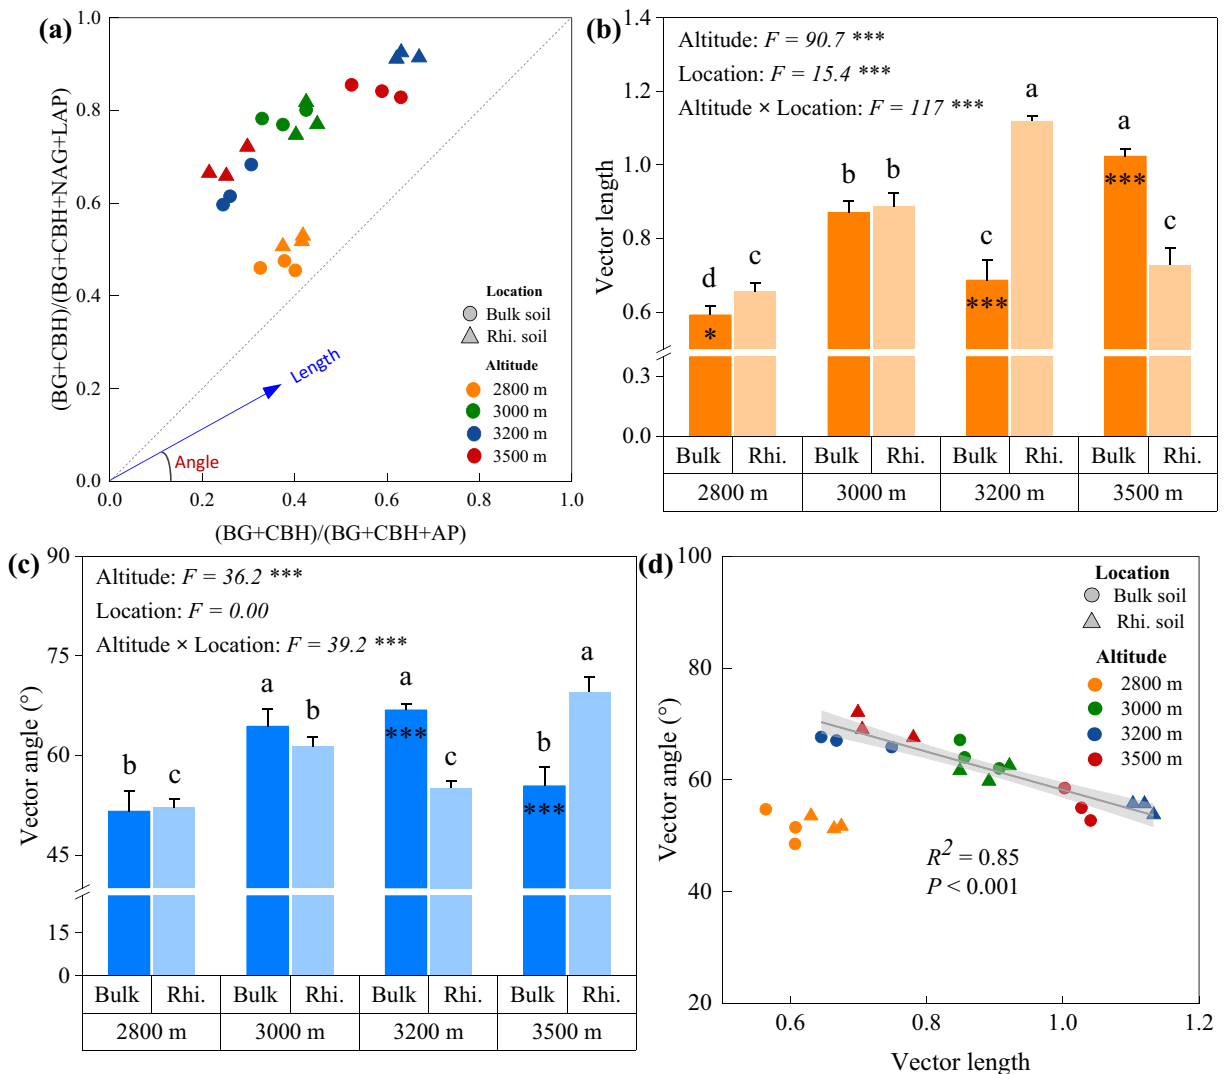 (a)
1.0
0.8
0.6
0.4
0.2
0.0
(BG+CBH)/(BG+CBH+NAG+LAP)
Location
Bulk soil
Rhi. soil
Altitude
2800 m
3000 m
3200 m
3500 m
Length
Angle
0.0 0.2 0.4 0.6 0.8 1.0
(BG+CBH)/(BG+CBH+AP)
(b)
1.4
1.2
1.0
0.8
0.6
0.3
0.0
Vector length
Altitude: F = 90.7 ***
Location: F = 15.4 ***
Altitude × Location: F = 117 ***
d c b b c a a c
* *** ***
Bulk Rhi. Bulk Rhi. Bulk Rhi. Bulk Rhi.
2800 m 3000 m 3200 m 3500 m
(c)
90
75
60
45
15
0
Vector angle (°)
Altitude: F = 36.2 ***
Location: F = 0.00
Altitude × Location: F = 39.2 ***
b c a b a c b a
*** ***
Bulk Rhi. Bulk Rhi. Bulk Rhi. Bulk Rhi.
2800 m 3000 m 3200 m 3500 m
(d)
100
80
60
40
20
Vector angle (°)
Location
Bulk soil
Rhi. soil
Altitude
2800 m
3000 m
3200 m
3500 m
R2 = 0.85
P < 0.001
0.6 0.8 1.0 1.2
Vector length